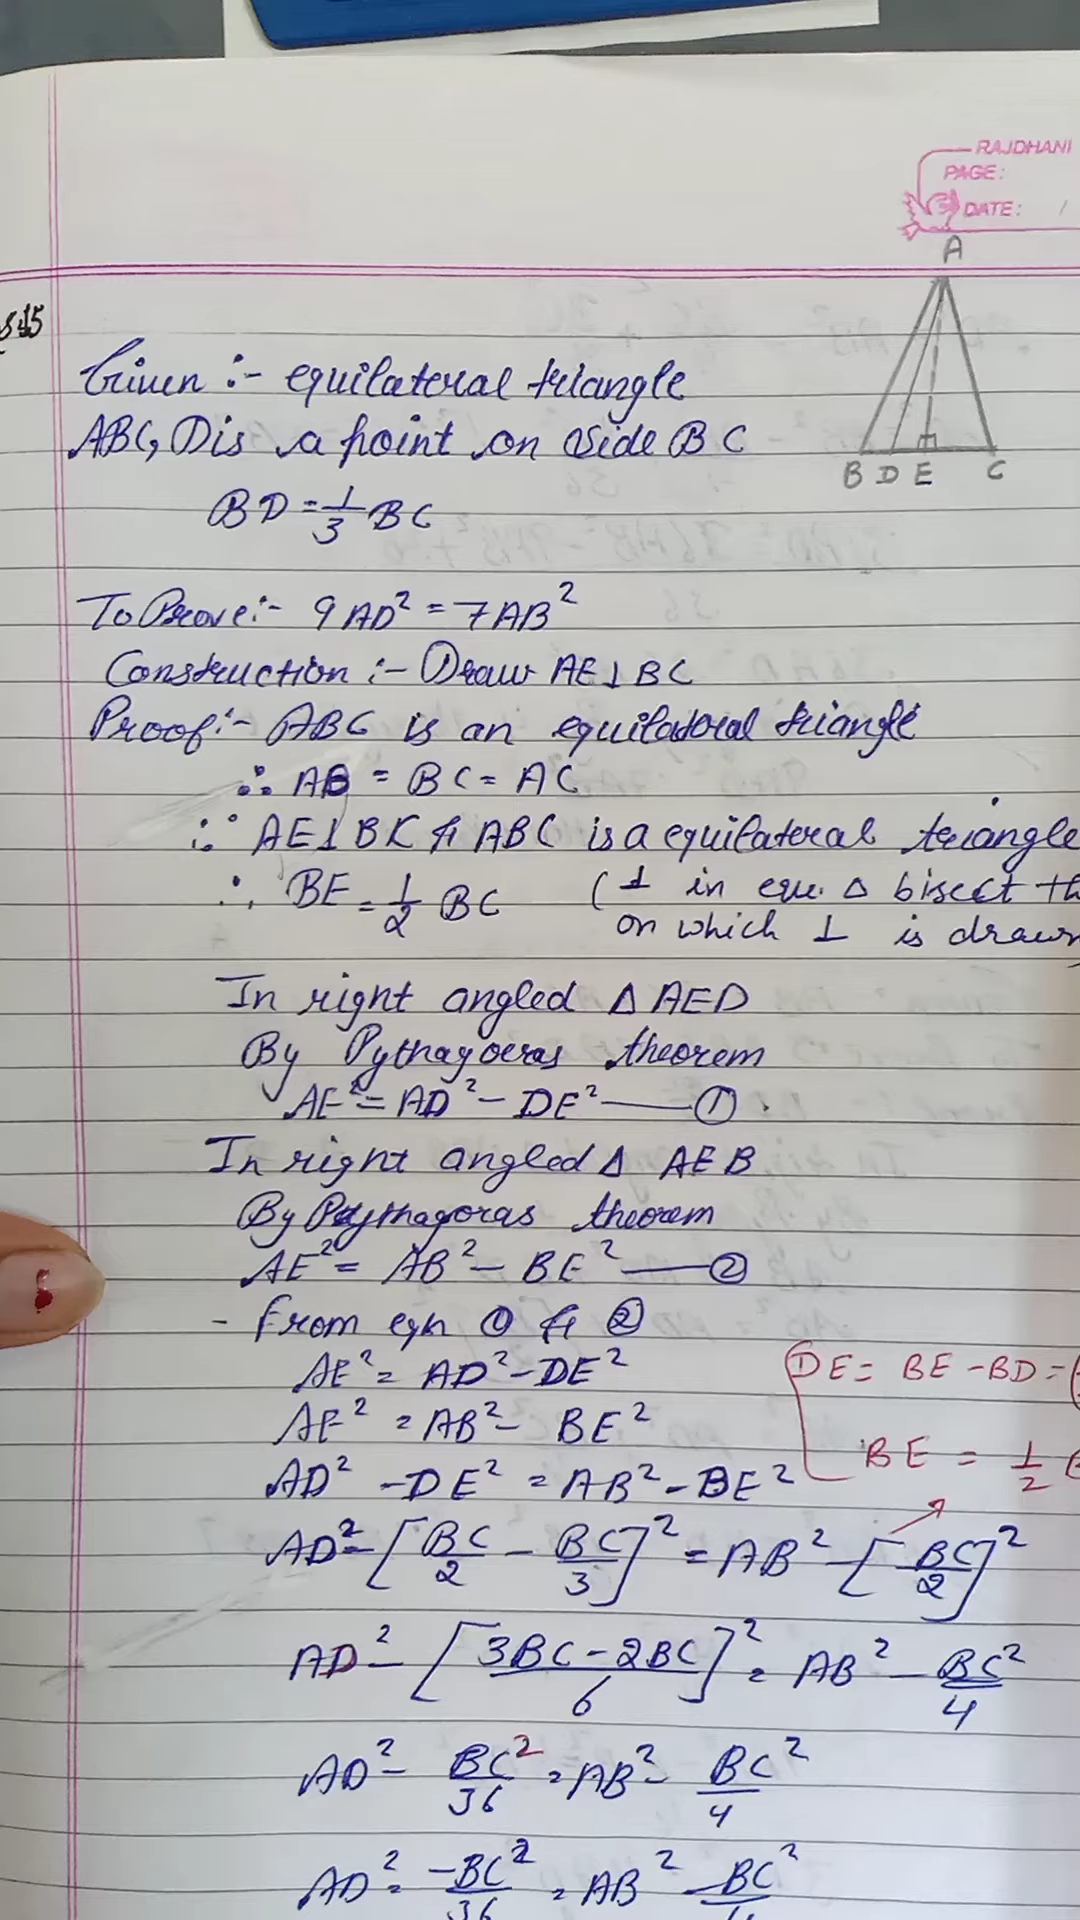 RAJDHANI
PAGE:
DATE: /
A
B D E C
Given :- equilateral triangle
ABC, D is a point on side BC
BD = 1/3 BC
To Prove:- 9AD² = 7AB²
Construction :- Draw AE⊥BC
Proof:- ABC is an equilateral triangle
∴ AB = BC = AC
∵ AE⊥BC & ABC is a equilateral triangle
∴ BE = 1/2 BC (⊥ in equ. △ bisect
on which ⊥ is drawn
In right angled △ AED
By Pythagoras theorem
AE² = AD² - DE² — ①
In right angled △ AEB
By Pythagoras theorem
AE² = AB² - BE² — ②
- From eqn ① & ②
AE² = AD² - DE²
DE = BE - BD =
AE² = AB² - BE²
BE = 1/2
AD² - DE² = AB² - BE²
AD² - [BC/2 - BC/3]² = AB² - [BC/2]²
AD² - [3BC - 2BC/6]² = AB² - BC²/4
AD² - BC²/36 = AB² - BC²/4
AD² = -BC²/36 = AB² - BC²